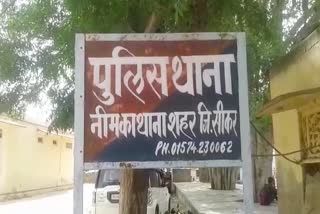 पुलिस थाना
नीमकाथाना शहर जि. सीकर
PH. 01574-230062